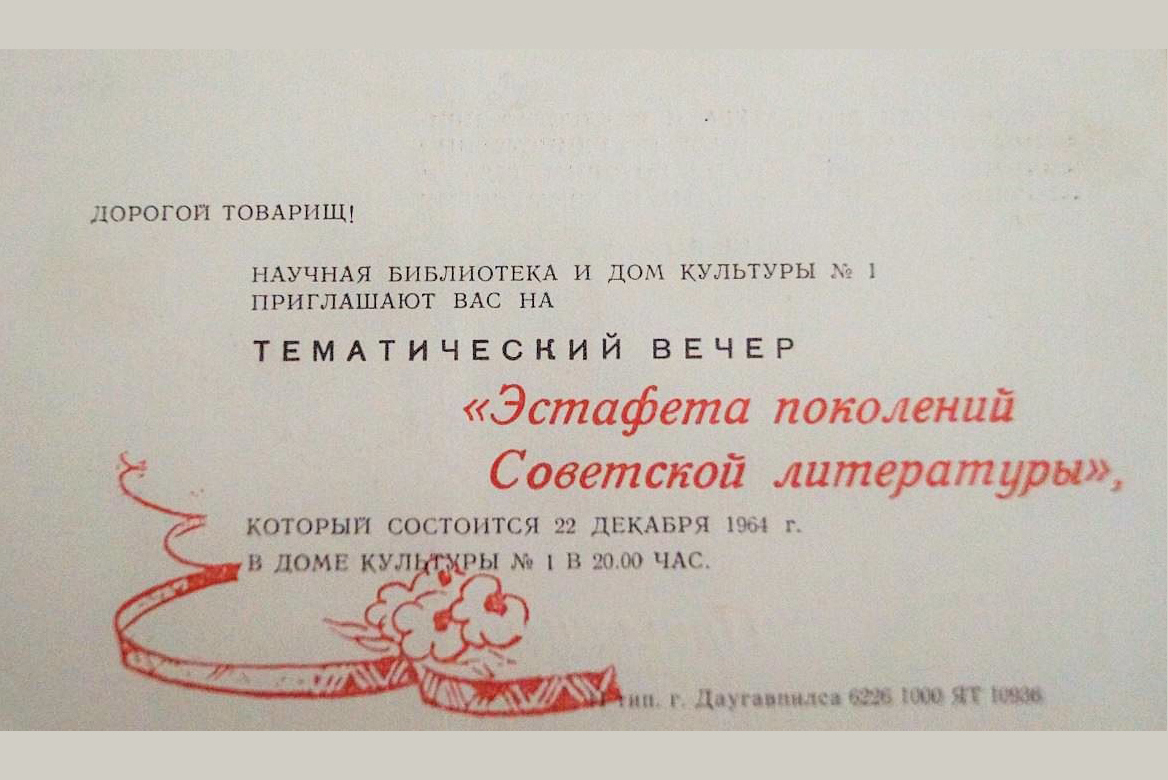 ДОРОГОЙ ТОВАРИЩ!
НАУЧНАЯ БИБЛИОТЕКА И ДОМ КУЛЬТУРЫ № 1
ПРИГЛАШАЮТ ВАС НА
ТЕМАТИЧЕСКИЙ ВЕЧЕР
«Эстафета поколений
Советской литературы»,
КОТОРЫЙ СОСТОИТСЯ 22 ДЕКАБРЯ 1964 г.
В ДОМЕ КУЛЬТУРЫ № 1 В 20.00 ЧАС.
тип. г. Даугавпилса 6226 1000 ЯТ 10936